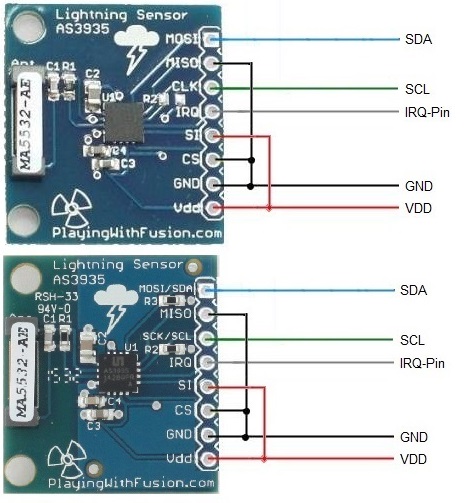 Lightning Sensor
AS3935
MOSI
SDA
MISO
Ant
C1 R1
C2
CLK
SCL
MA5532-AE
U1
R2
IRQ
IRQ-Pin
SI
C4
CS
C3
GND
GND
Vdd
VDD
PlayingWithFusion.com
Lightning Sensor
AS3935
MOSI/SDA
SDA
RSH-33
94V-0
R3
MISO
C1 R1
C2
SCK/SCL
SCL
MA5532-AE
U1
R2
IRQ
IRQ-Pin
AS3935
SI
C4
CS
C3
GND
GND
Vdd
VDD
PlayingWithFusion.com